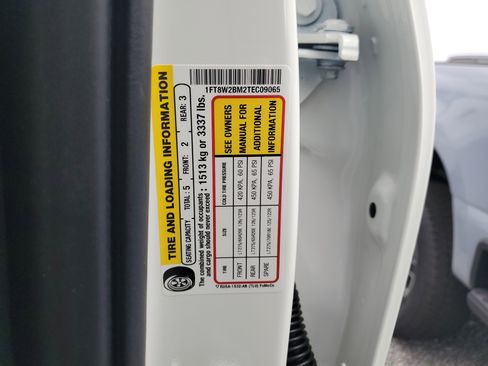 1FT8W2BM2TEC09065
TIRE AND LOADING INFORMATION
SEATING CAPACITY TOTAL : 5 FRONT: 2 REAR: 3
The combined weight of occupants and cargo should never exceed : 1513 kg or 3337 lbs.
TIRE SIZE COLD TIRE PRESSURE
FRONT 420 KPA, 60 PSI
REAR 450 KPA, 65 PSI
SPARE 450 KPA, 65 PSI
SEE OWNERS
MANUAL FOR
ADDITIONAL
INFORMATION